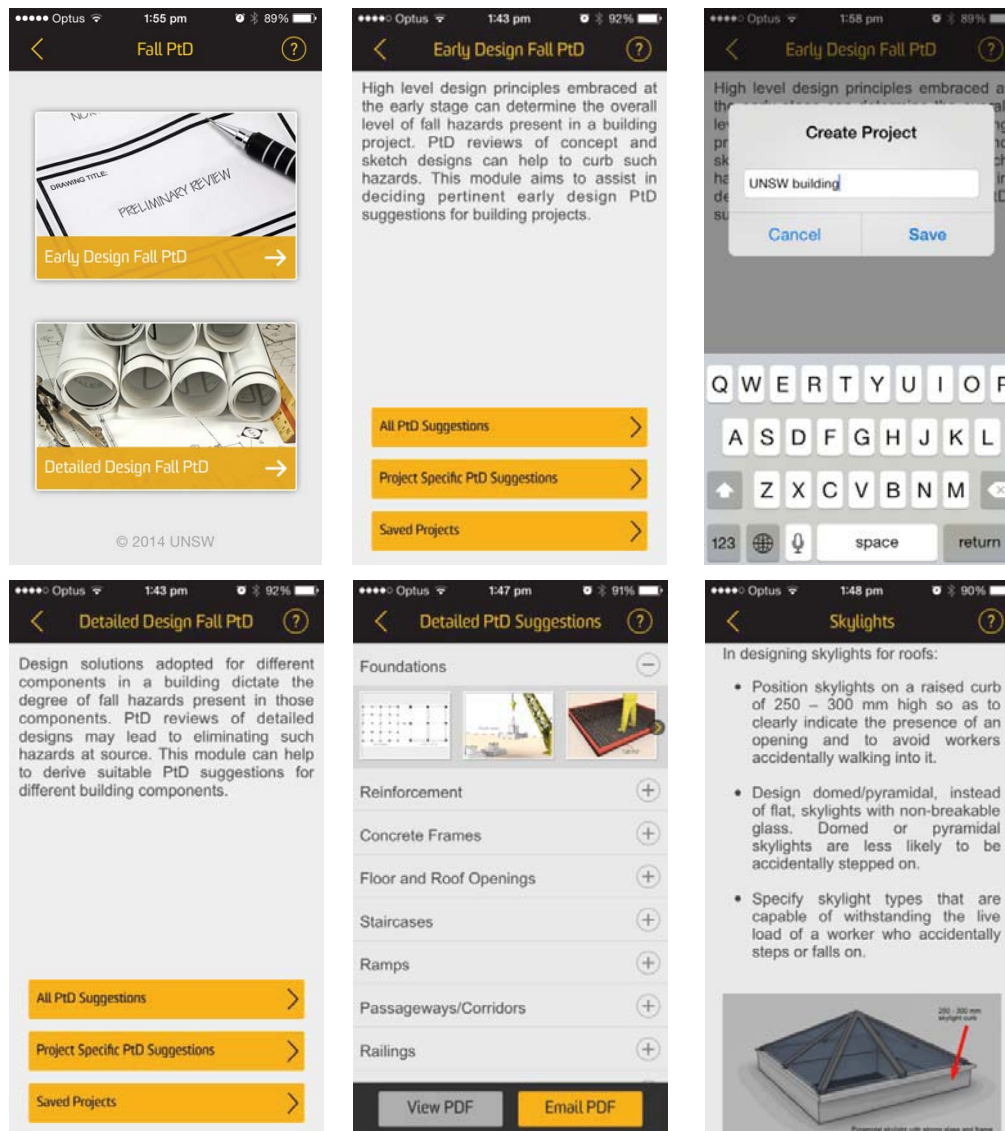 Optus 1:55 pm 89%
Fall PtD ?
DRAWING TITLE:
PRELIMINARY REVIEW
Early Design Fall PtD
Detailed Design Fall PtD
© 2014 UNSW
Optus 1:43 pm 92%
Early Design Fall PtD ?
High level design principles embraced at
the early stage can determine the overall
level of fall hazards present in a building
project. PtD reviews of concept and
sketch designs can help to curb such
hazards. This module aims to assist in
deciding pertinent early design PtD
suggestions for building projects.
All PtD Suggestions
Project Specific PtD Suggestions
Saved Projects
Optus 1:58 pm 89%
Early Design Fall PtD ?
High level design principles embraced
Create Project
UNSW building
Cancel Save
Q W E R T Y U I O P
A S D F G H J K L
Z X C V B N M
123 space return
Optus 1:43 pm 92%
Detailed Design Fall PtD ?
Design solutions adopted for different
components in a building dictate the
degree of fall hazards present in those
components. PtD reviews of detailed
designs may lead to eliminating such
hazards at source. This module can help
to derive suitable PtD suggestions for
different building components.
All PtD Suggestions
Project Specific PtD Suggestions
Saved Projects
Optus 1:47 pm 91%
Detailed PtD Suggestions ?
Foundations
Reinforcement
Concrete Frames
Floor and Roof Openings
Staircases
Ramps
Passageways/Corridors
Railings
View PDF Email PDF
Optus 1:48 pm 90%
Skylights ?
In designing skylights for roofs:
• Position skylights on a raised curb
of 250 – 300 mm high so as to
clearly indicate the presence of an
opening and to avoid workers
accidentally walking into it.
• Design domed/pyramidal, instead
of flat, skylights with non-breakable
glass. Domed or pyramidal
skylights are less likely to be
accidentally stepped on.
• Specify skylight types that are
capable of withstanding the live
load of a worker who accidentally
steps or falls on.
250 - 300 mm
skylight curb
Pyramidal skylight with strong glass and frame